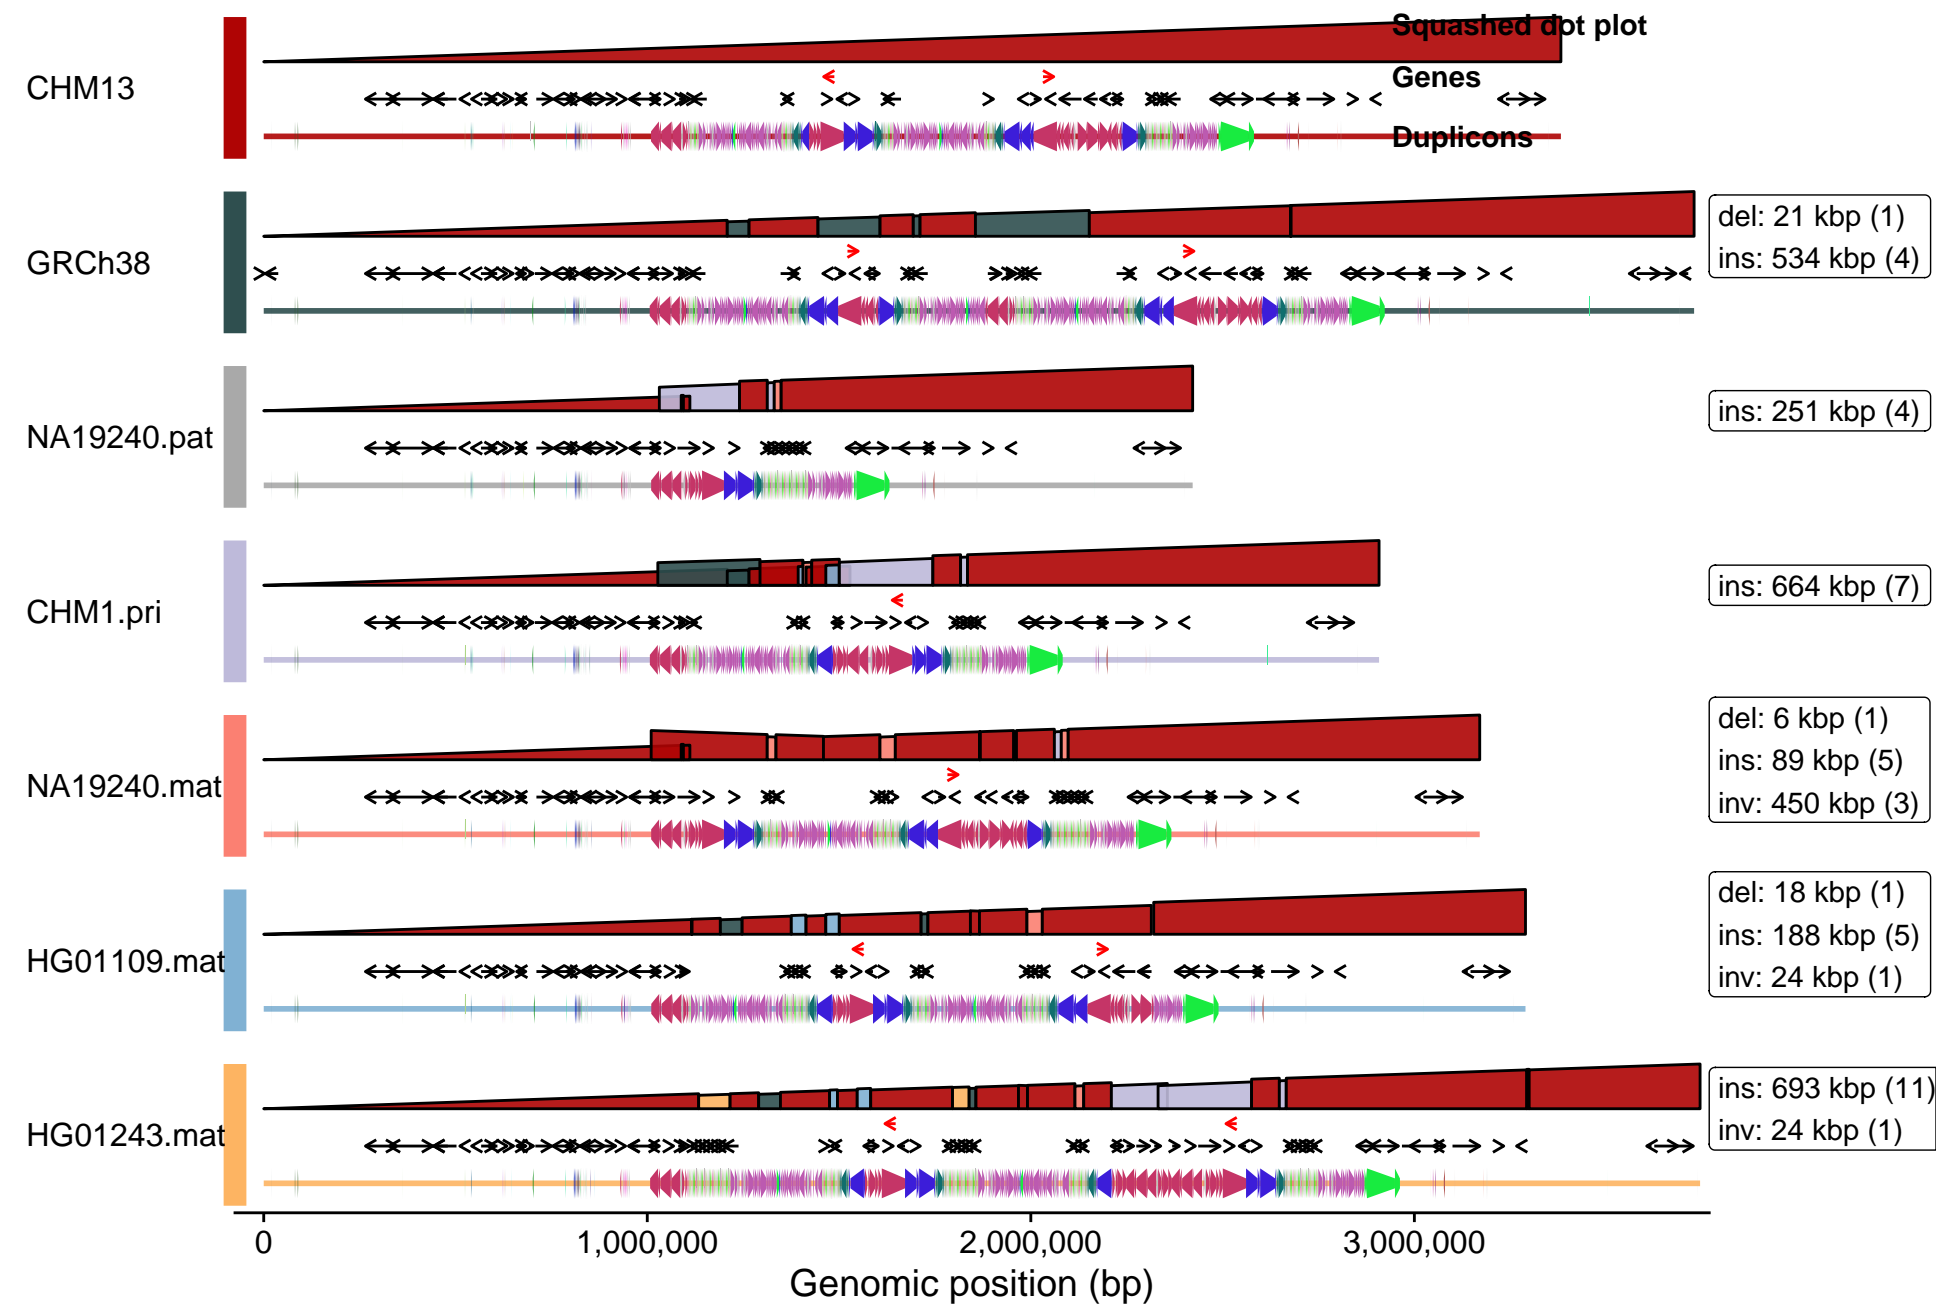 Squashed dot plot
CHM13
Genes
Duplicons
GRCh38
del: 21 kbp (1)
ins: 534 kbp (4)
NA19240.pat
ins: 251 kbp (4)
CHM1.pri
ins: 664 kbp (7)
NA19240.mat
del: 6 kbp (1)
ins: 89 kbp (5)
inv: 450 kbp (3)
HG01109.mat
del: 18 kbp (1)
ins: 188 kbp (5)
inv: 24 kbp (1)
HG01243.mat
ins: 693 kbp (11)
inv: 24 kbp (1)
0 1,000,000 2,000,000 3,000,000
Genomic position (bp)